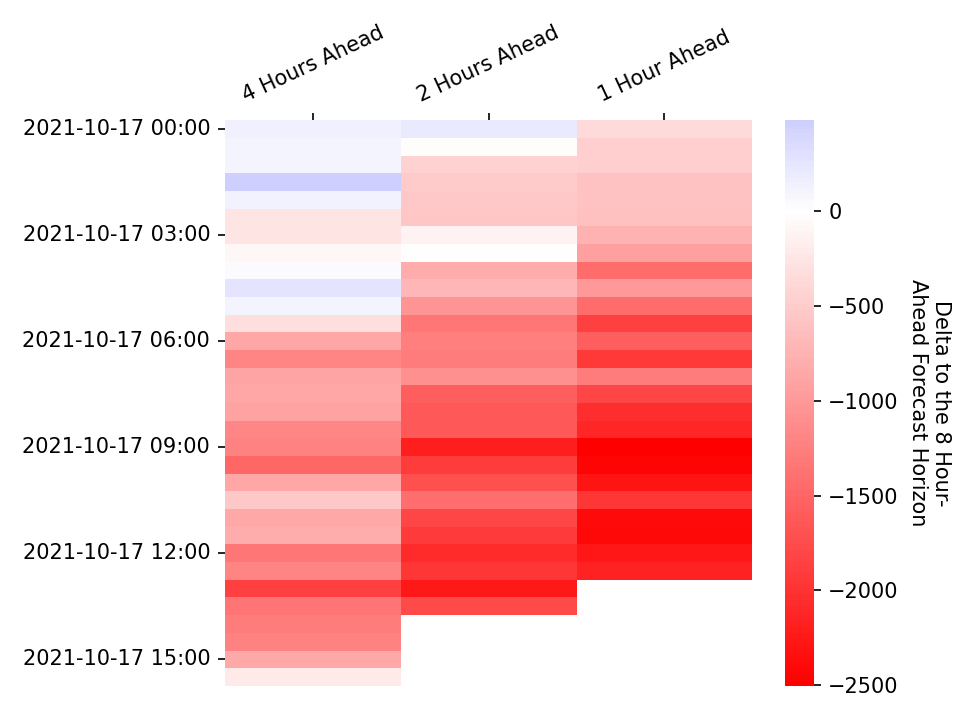 4 Hours Ahead
2 Hours Ahead
1 Hour Ahead
2021-10-17 00:00
2021-10-17 03:00
2021-10-17 06:00
2021-10-17 09:00
2021-10-17 12:00
2021-10-17 15:00
0
−500
−1000
−1500
−2000
−2500
Delta to the 8 Hour-
Ahead Forecast Horizon